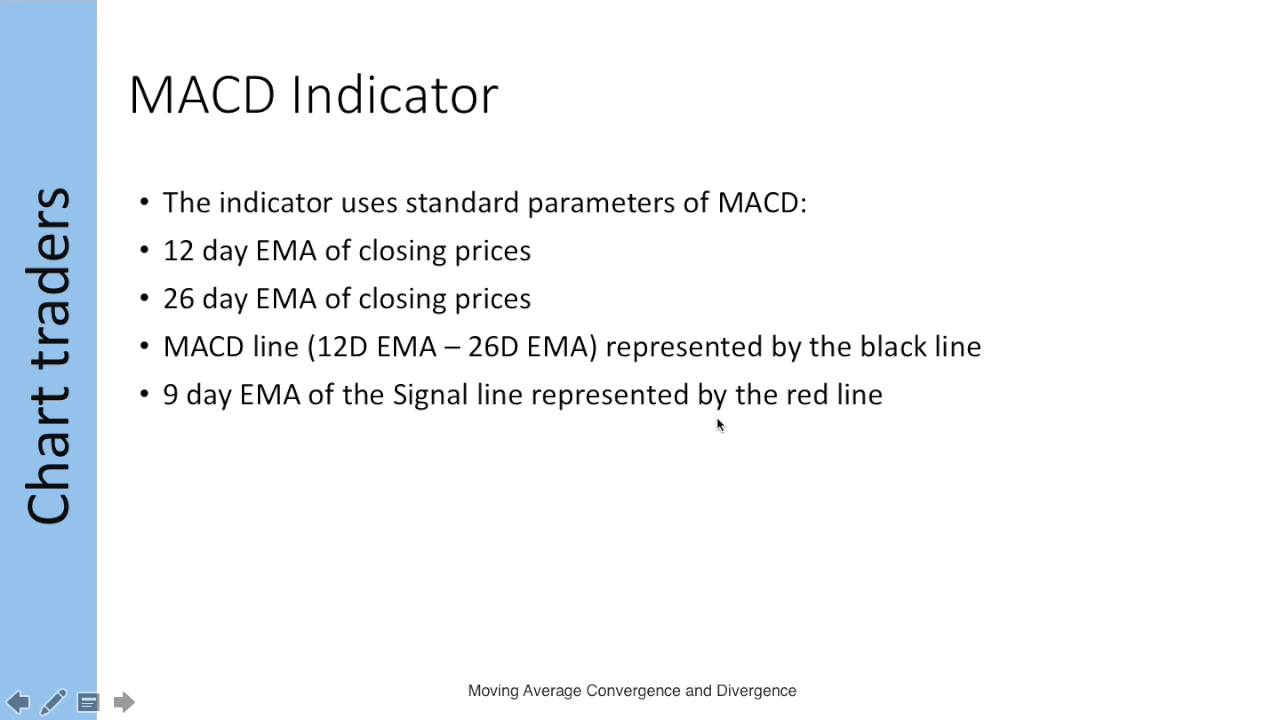 MACD Indicator
• The indicator uses standard parameters of MACD:
• 12 day EMA of closing prices
• 26 day EMA of closing prices
• MACD line (12D EMA – 26D EMA) represented by the black line
• 9 day EMA of the Signal line represented by the red line
Chart traders
Moving Average Convergence and Divergence